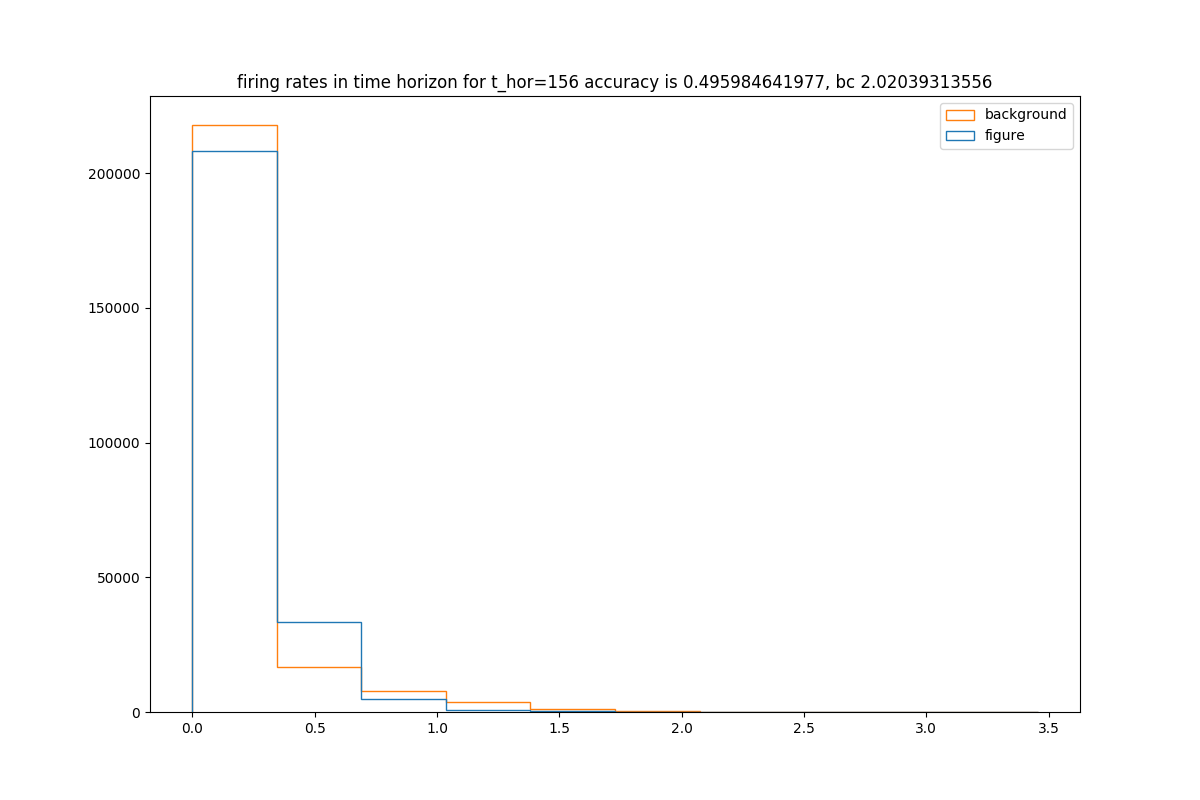 firing rates in time horizon for t_hor=156 accuracy is 0.495984641977, bc 2.02039313556
background
figure
200000
150000
100000
50000
0
0.0 0.5 1.0 1.5 2.0 2.5 3.0 3.5